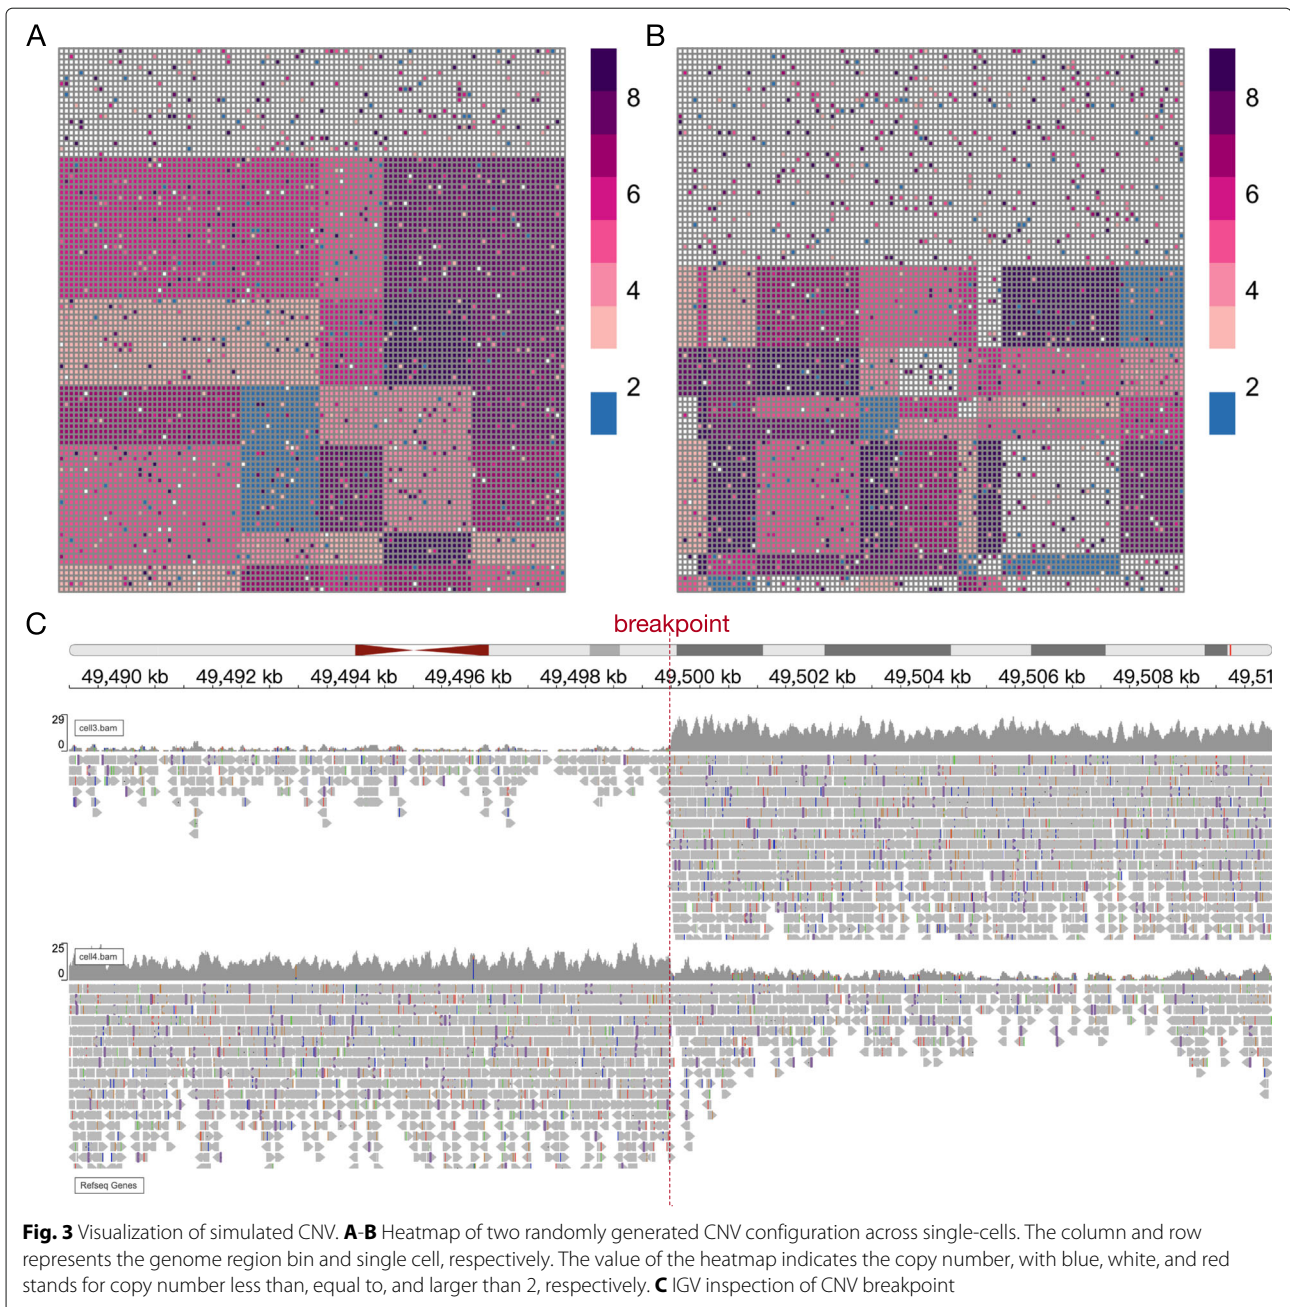 A
B
8
6
4
2
8
6
4
2
C
breakpoint
49,490 kb 49,492 kb 49,494 kb 49,496 kb 49,498 kb 49,500 kb 49,502 kb 49,504 kb 49,506 kb 49,508 kb 49,51
29
0
cell3.bam
25
0
cell4.bam
Refseq Genes
Fig. 3 Visualization of simulated CNV. A-B Heatmap of two randomly generated CNV configuration across single-cells. The column and row
represents the genome region bin and single cell, respectively. The value of the heatmap indicates the copy number, with blue, white, and red
stands for copy number less than, equal to, and larger than 2, respectively. C IGV inspection of CNV breakpoint